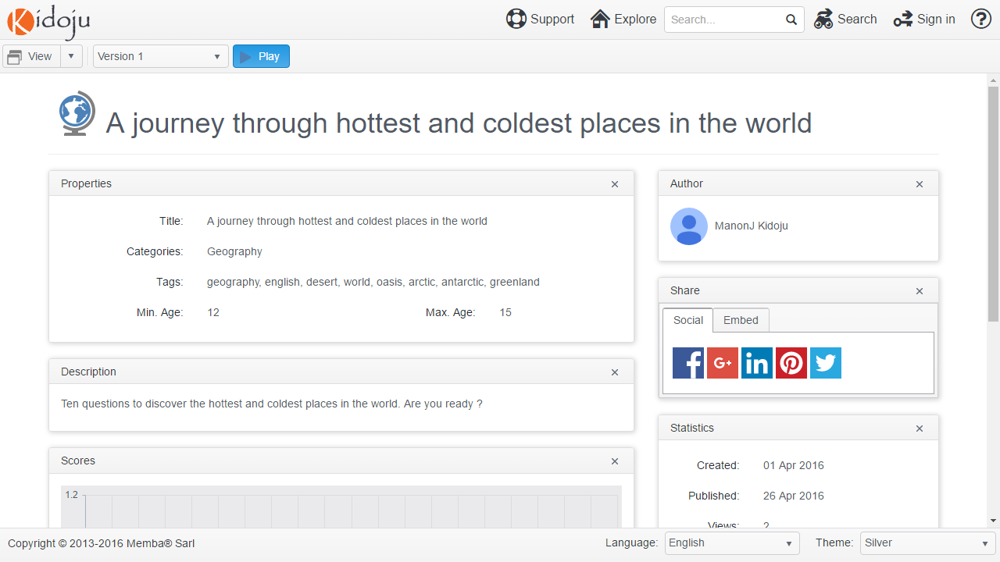 Kidoju
Support Explore Search... Search Sign in
View Version 1 Play
A journey through hottest and coldest places in the world
Properties
Title: A journey through hottest and coldest places in the world
Categories: Geography
Tags: geography, english, desert, world, oasis, arctic, antarctic, greenland
Min. Age: 12 Max. Age: 15
Description
Ten questions to discover the hottest and coldest places in the world. Are you ready ?
Scores
1.2
Author
ManonJ Kidoju
Share
Social Embed
G+ in
Statistics
Created: 01 Apr 2016
Published: 26 Apr 2016
Views: 2
Copyright © 2013-2016 Memba® Sarl Language: English Theme: Silver